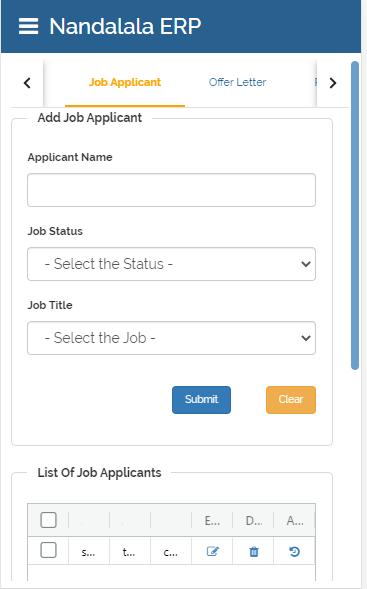 Nandalala ERP
Job Applicant Offer Letter
Add Job Applicant
Applicant Name
Job Status
- Select the Status -
Job Title
- Select the Job -
Submit Clear
List Of Job Applicants
E... D... A...
s... t... c...